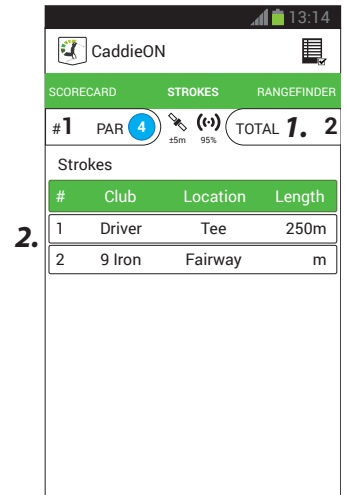 13:14
CaddieON
SCORECARD STROKES RANGEFINDER
#1 PAR 4 ±5m 95% TOTAL 1. 2
Strokes
# Club Location Length
2.
1 Driver Tee 250m
2 9 Iron Fairway m